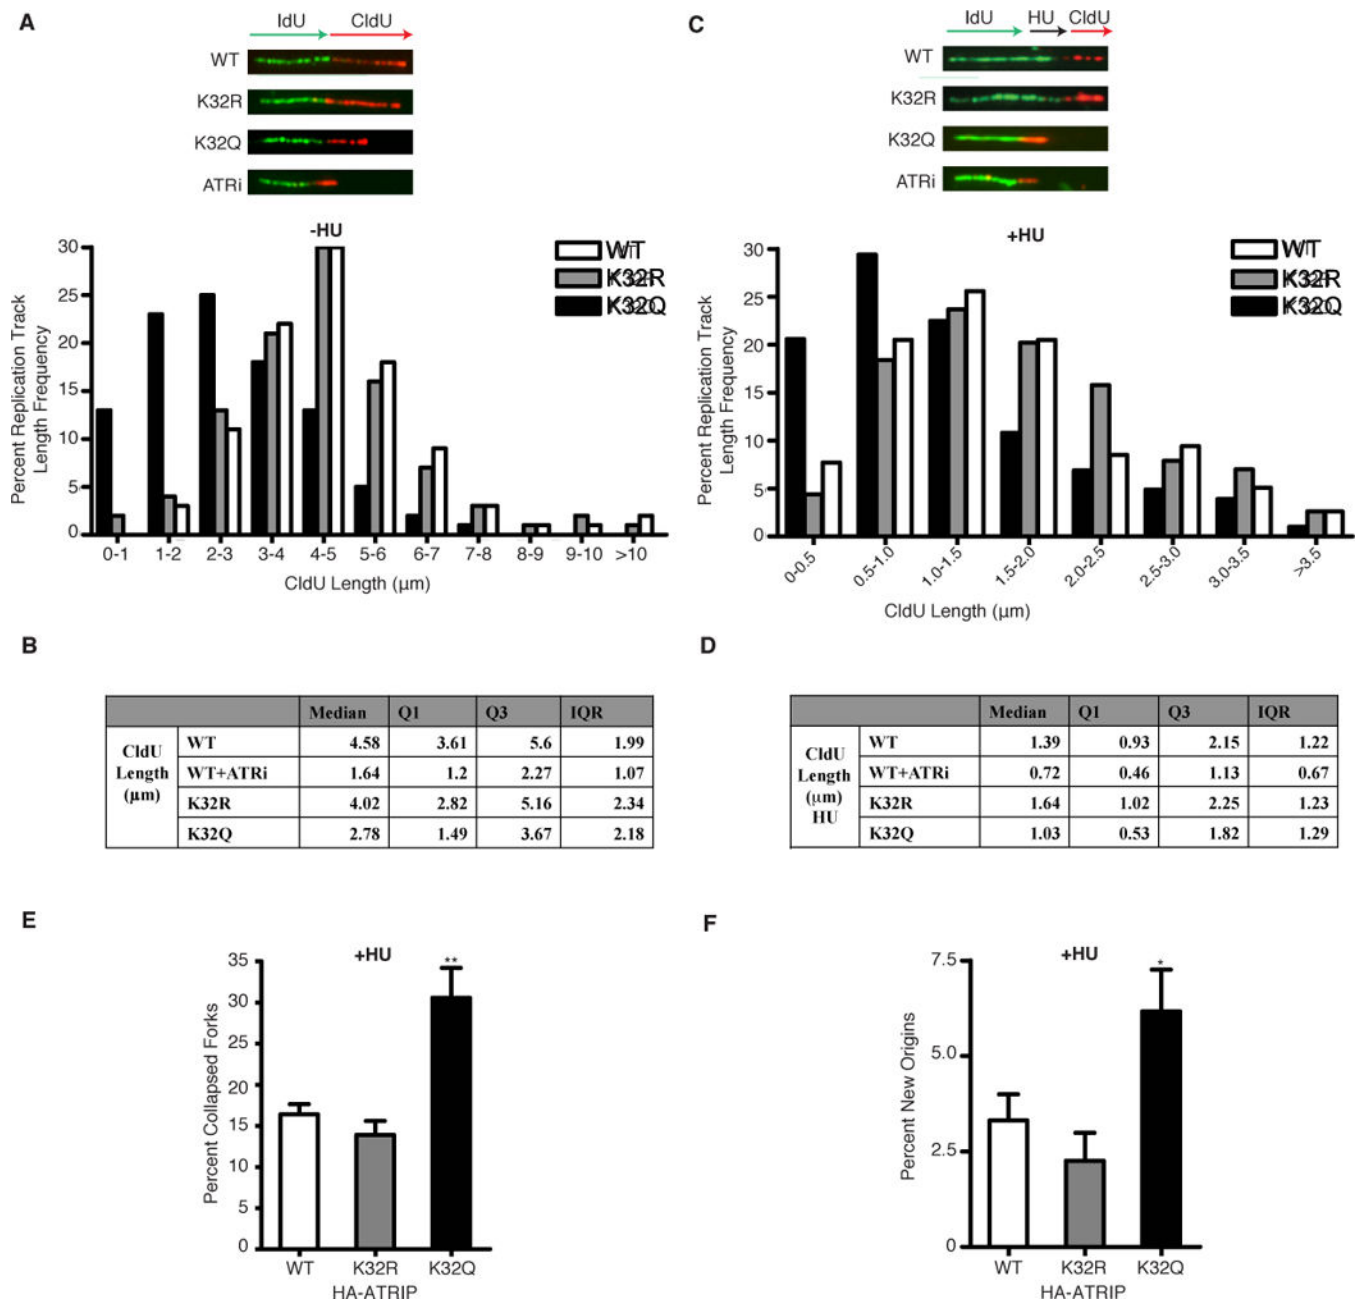 A
IdU CldU
WT
K32R
K32Q
ATRi
-HU
WT
K32R
K32Q
Percent Replication Track
Length Frequency
30
25
20
15
10
5
0
0-1 1-2 2-3 3-4 4-5 5-6 6-7 7-8 8-9 9-10 >10
CldU Length (μm)
C
IdU HU CldU
WT
K32R
K32Q
ATRi
+HU
WT
K32R
K32Q
Percent Replication Track
Length Frequency
30
25
20
15
10
5
0
0-0.5 0.5-1.0 1.0-1.5 1.5-2.0 2.0-2.5 2.5-3.0 3.0-3.5 >3.5
CldU Length (μm)
B
Median Q1 Q3 IQR
CldU
Length
(μm)
WT 4.58 3.61 5.6 1.99
WT+ATRi 1.64 1.2 2.27 1.07
K32R 4.02 2.82 5.16 2.34
K32Q 2.78 1.49 3.67 2.18
D
Median Q1 Q3 IQR
CldU
Length
(μm)
HU
WT 1.39 0.93 2.15 1.22
WT+ATRi 0.72 0.46 1.13 0.67
K32R 1.64 1.02 2.25 1.23
K32Q 1.03 0.53 1.82 1.29
E
+HU
**
Percent Collapsed Forks
35
30
25
20
15
10
5
0
WT K32R K32Q
HA-ATRIP
F
+HU
*
Percent New Origins
7.5
5.0
2.5
0
WT K32R K32Q
HA-ATRIP